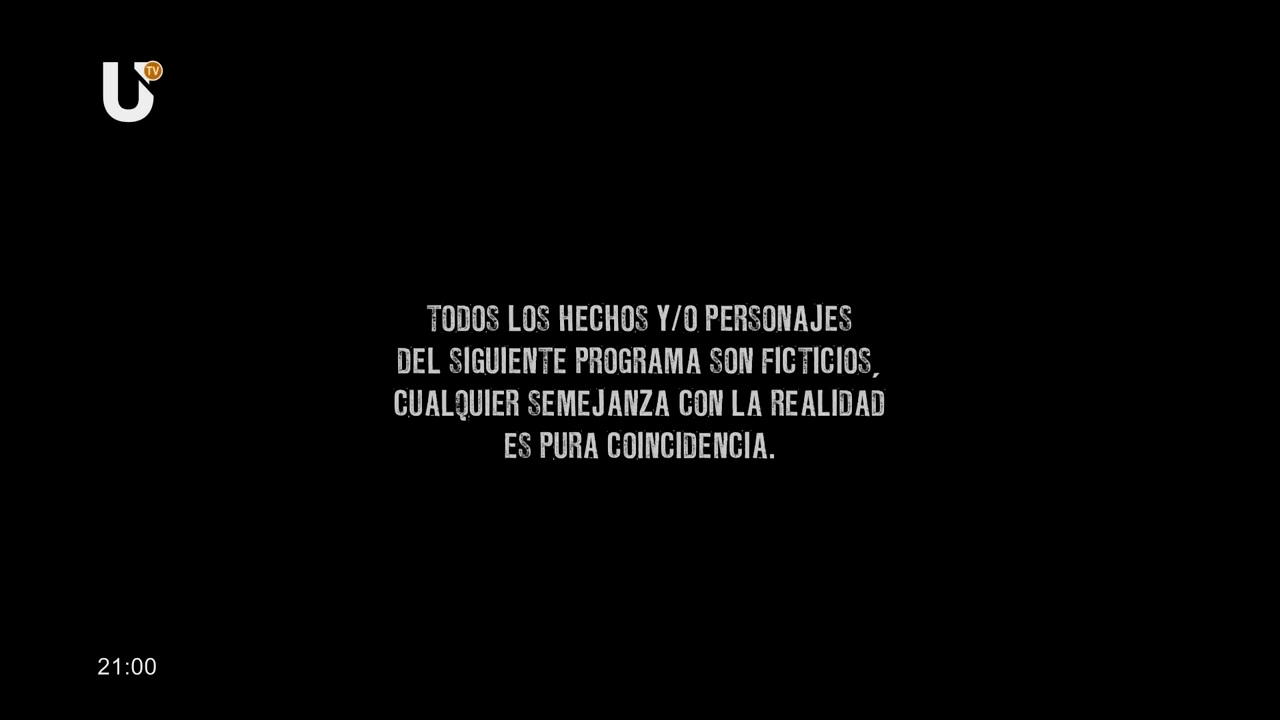 U TV
TODOS LOS HECHOS Y/O PERSONAJES
DEL SIGUIENTE PROGRAMA SON FICTICIOS,
CUALQUIER SEMEJANZA CON LA REALIDAD
ES PURA COINCIDENCIA.
21:00